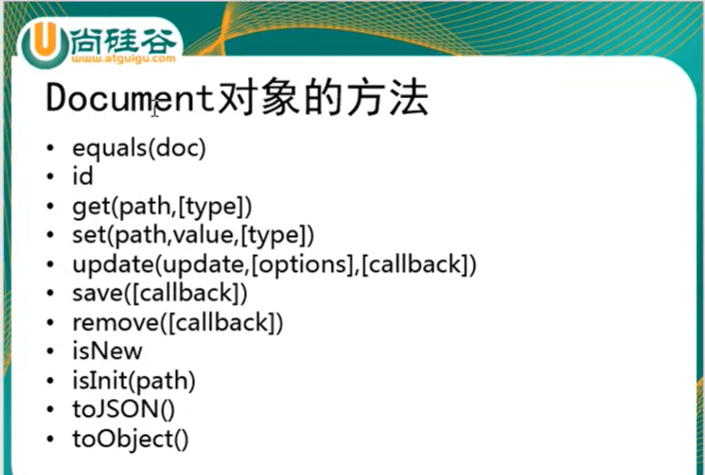 尚硅谷
www.atguigu.com
Document对象的方法
• equals(doc)
• id
• get(path,[type])
• set(path,value,[type])
• update(update,[options],[callback])
• save([callback])
• remove([callback])
• isNew
• isInit(path)
• toJSON()
• toObject()